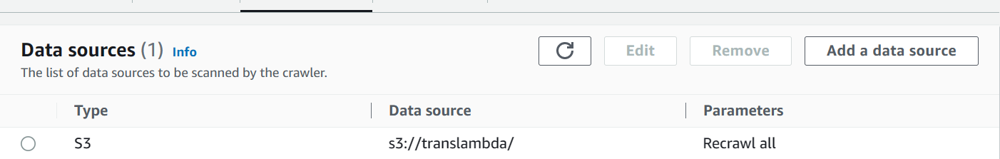 Data sources (1) Info
Edit
Remove
Add a data source
The list of data sources to be scanned by the crawler.
Type Data source Parameters
S3 s3://translambda/ Recrawl all